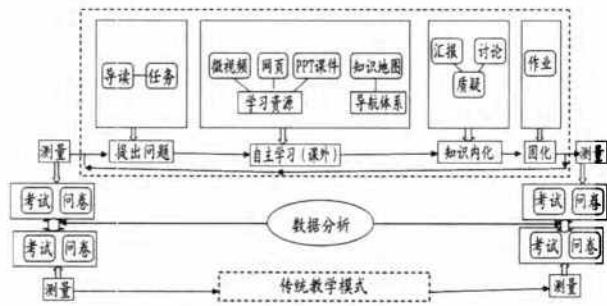 微视频 网页 PPT课件 知识地图 汇报 讨论 作业
导读 任务 质疑
学习资源 导航体系
测量 提出问题 自主学习(课外) 知识内化 固化 测量
考试 问卷 考试 问卷
数据分析
考试 问卷 考试 问卷
传统教学模式
测量 测量